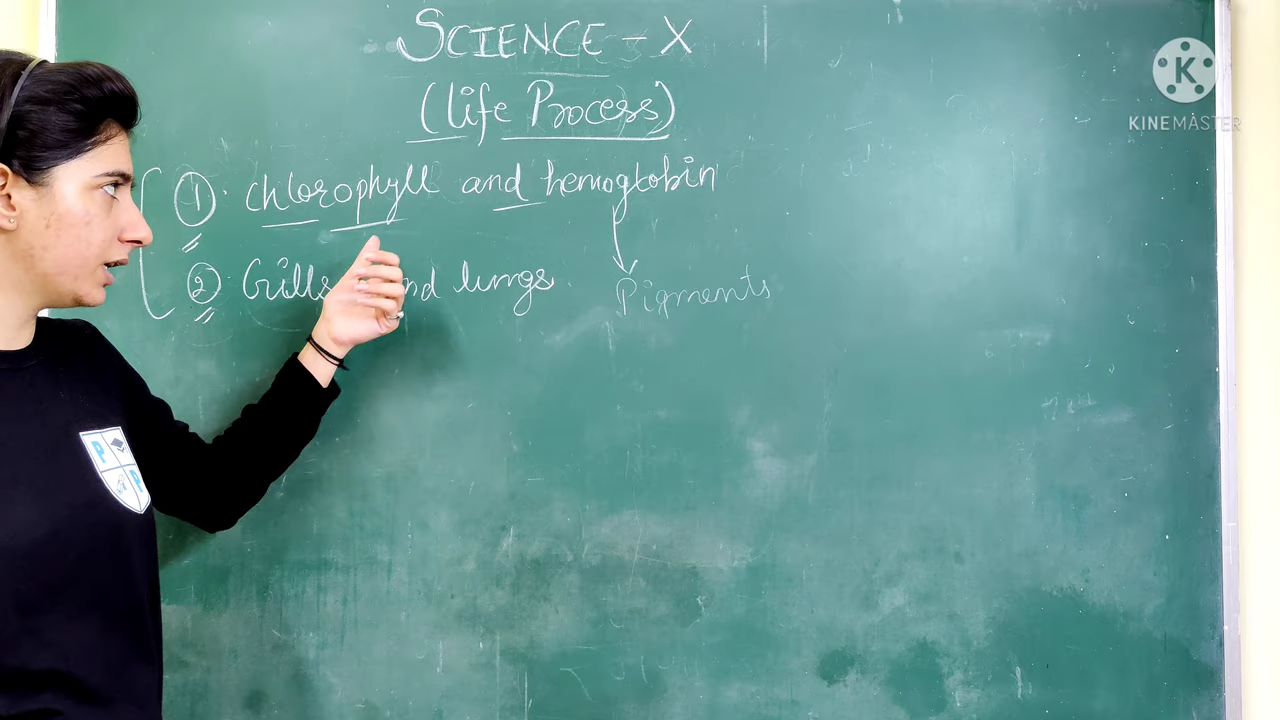 SCIENCE – X
(Life Process)
① chlorophyll and hemoglobin
② Gills and lungs.
Pigments
KINEMASTER
K
P
P